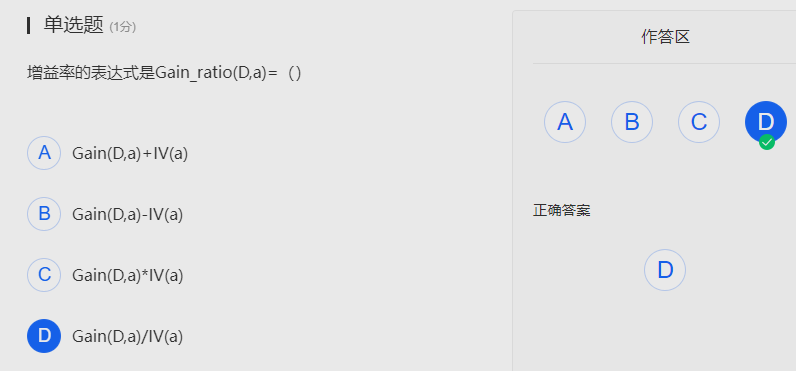 单选题 (1分)
作答区
增益率的表达式是Gain_ratio(D,a)=（）
A Gain(D,a)+IV(a)
B Gain(D,a)-IV(a)
C Gain(D,a)*IV(a)
D Gain(D,a)/IV(a)
A B C D
正确答案
D